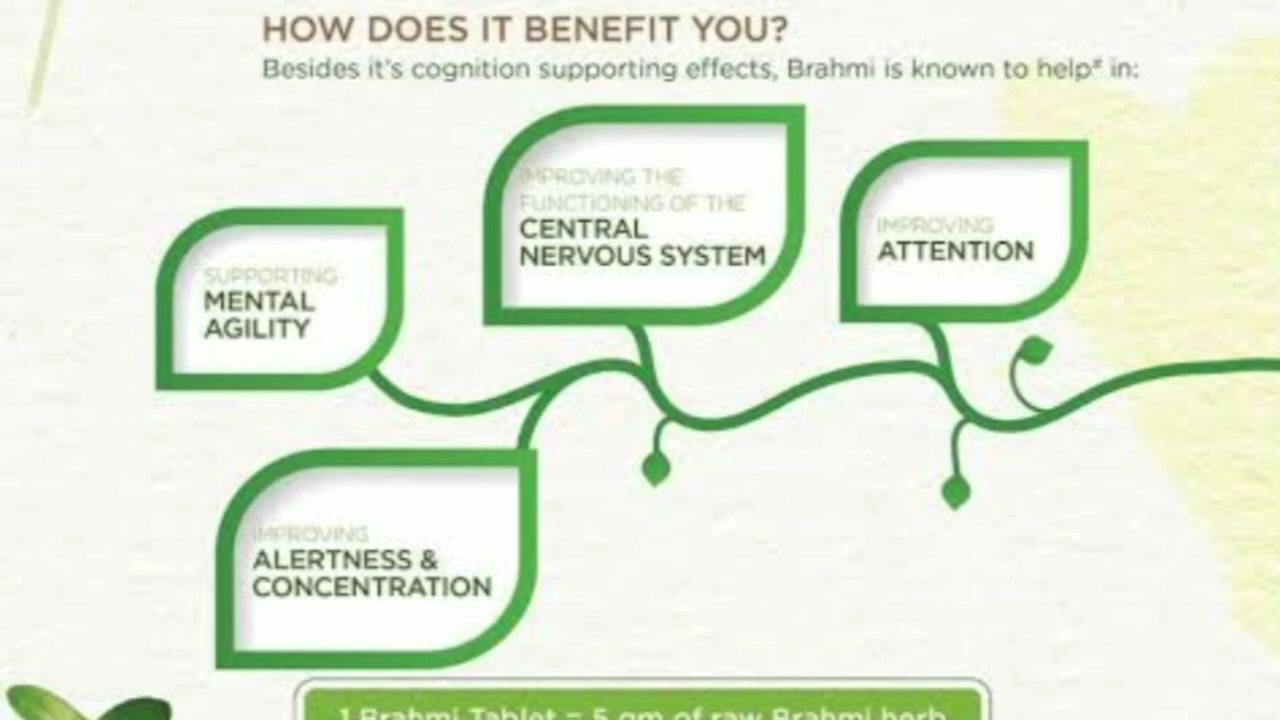 HOW DOES IT BENEFIT YOU?
Besides it's cognition supporting effects, Brahmi is known to help# in:
SUPPORTING
MENTAL
AGILITY
IMPROVING THE
FUNCTIONING OF THE
CENTRAL
NERVOUS SYSTEM
IMPROVING
ATTENTION
IMPROVING
ALERTNESS &
CONCENTRATION
1 Brahmi Tablet = 5 gm of raw Brahmi herb